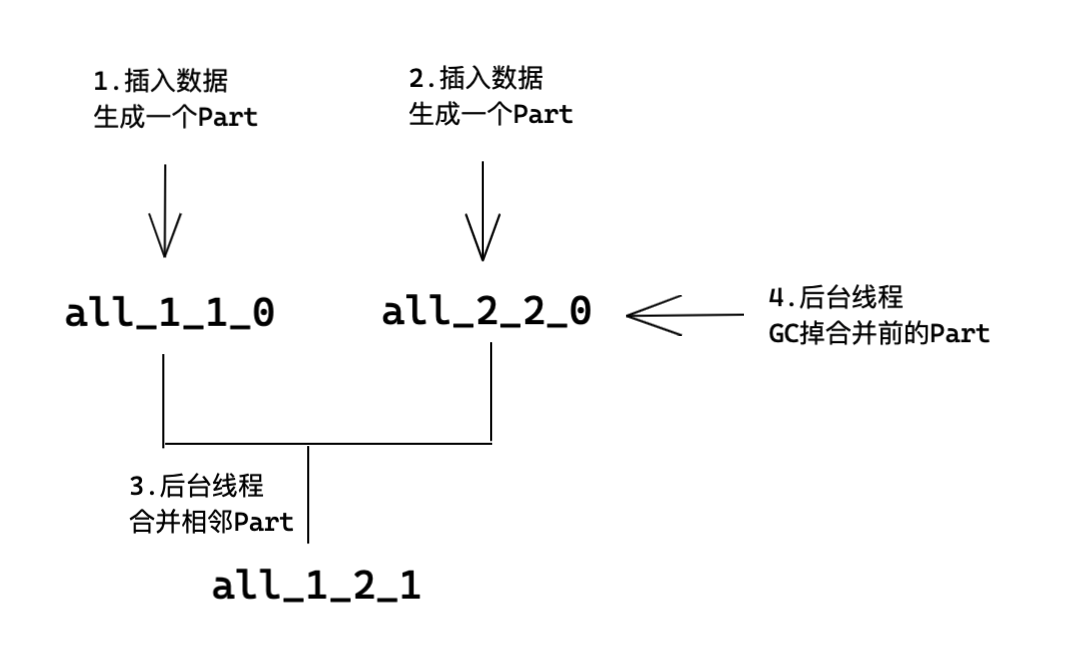 1.插入数据
生成一个Part
2.插入数据
生成一个Part
all_1_1_0
all_2_2_0
4.后台线程
GC掉合并前的Part
3.后台线程
合并相邻Part
all_1_2_1